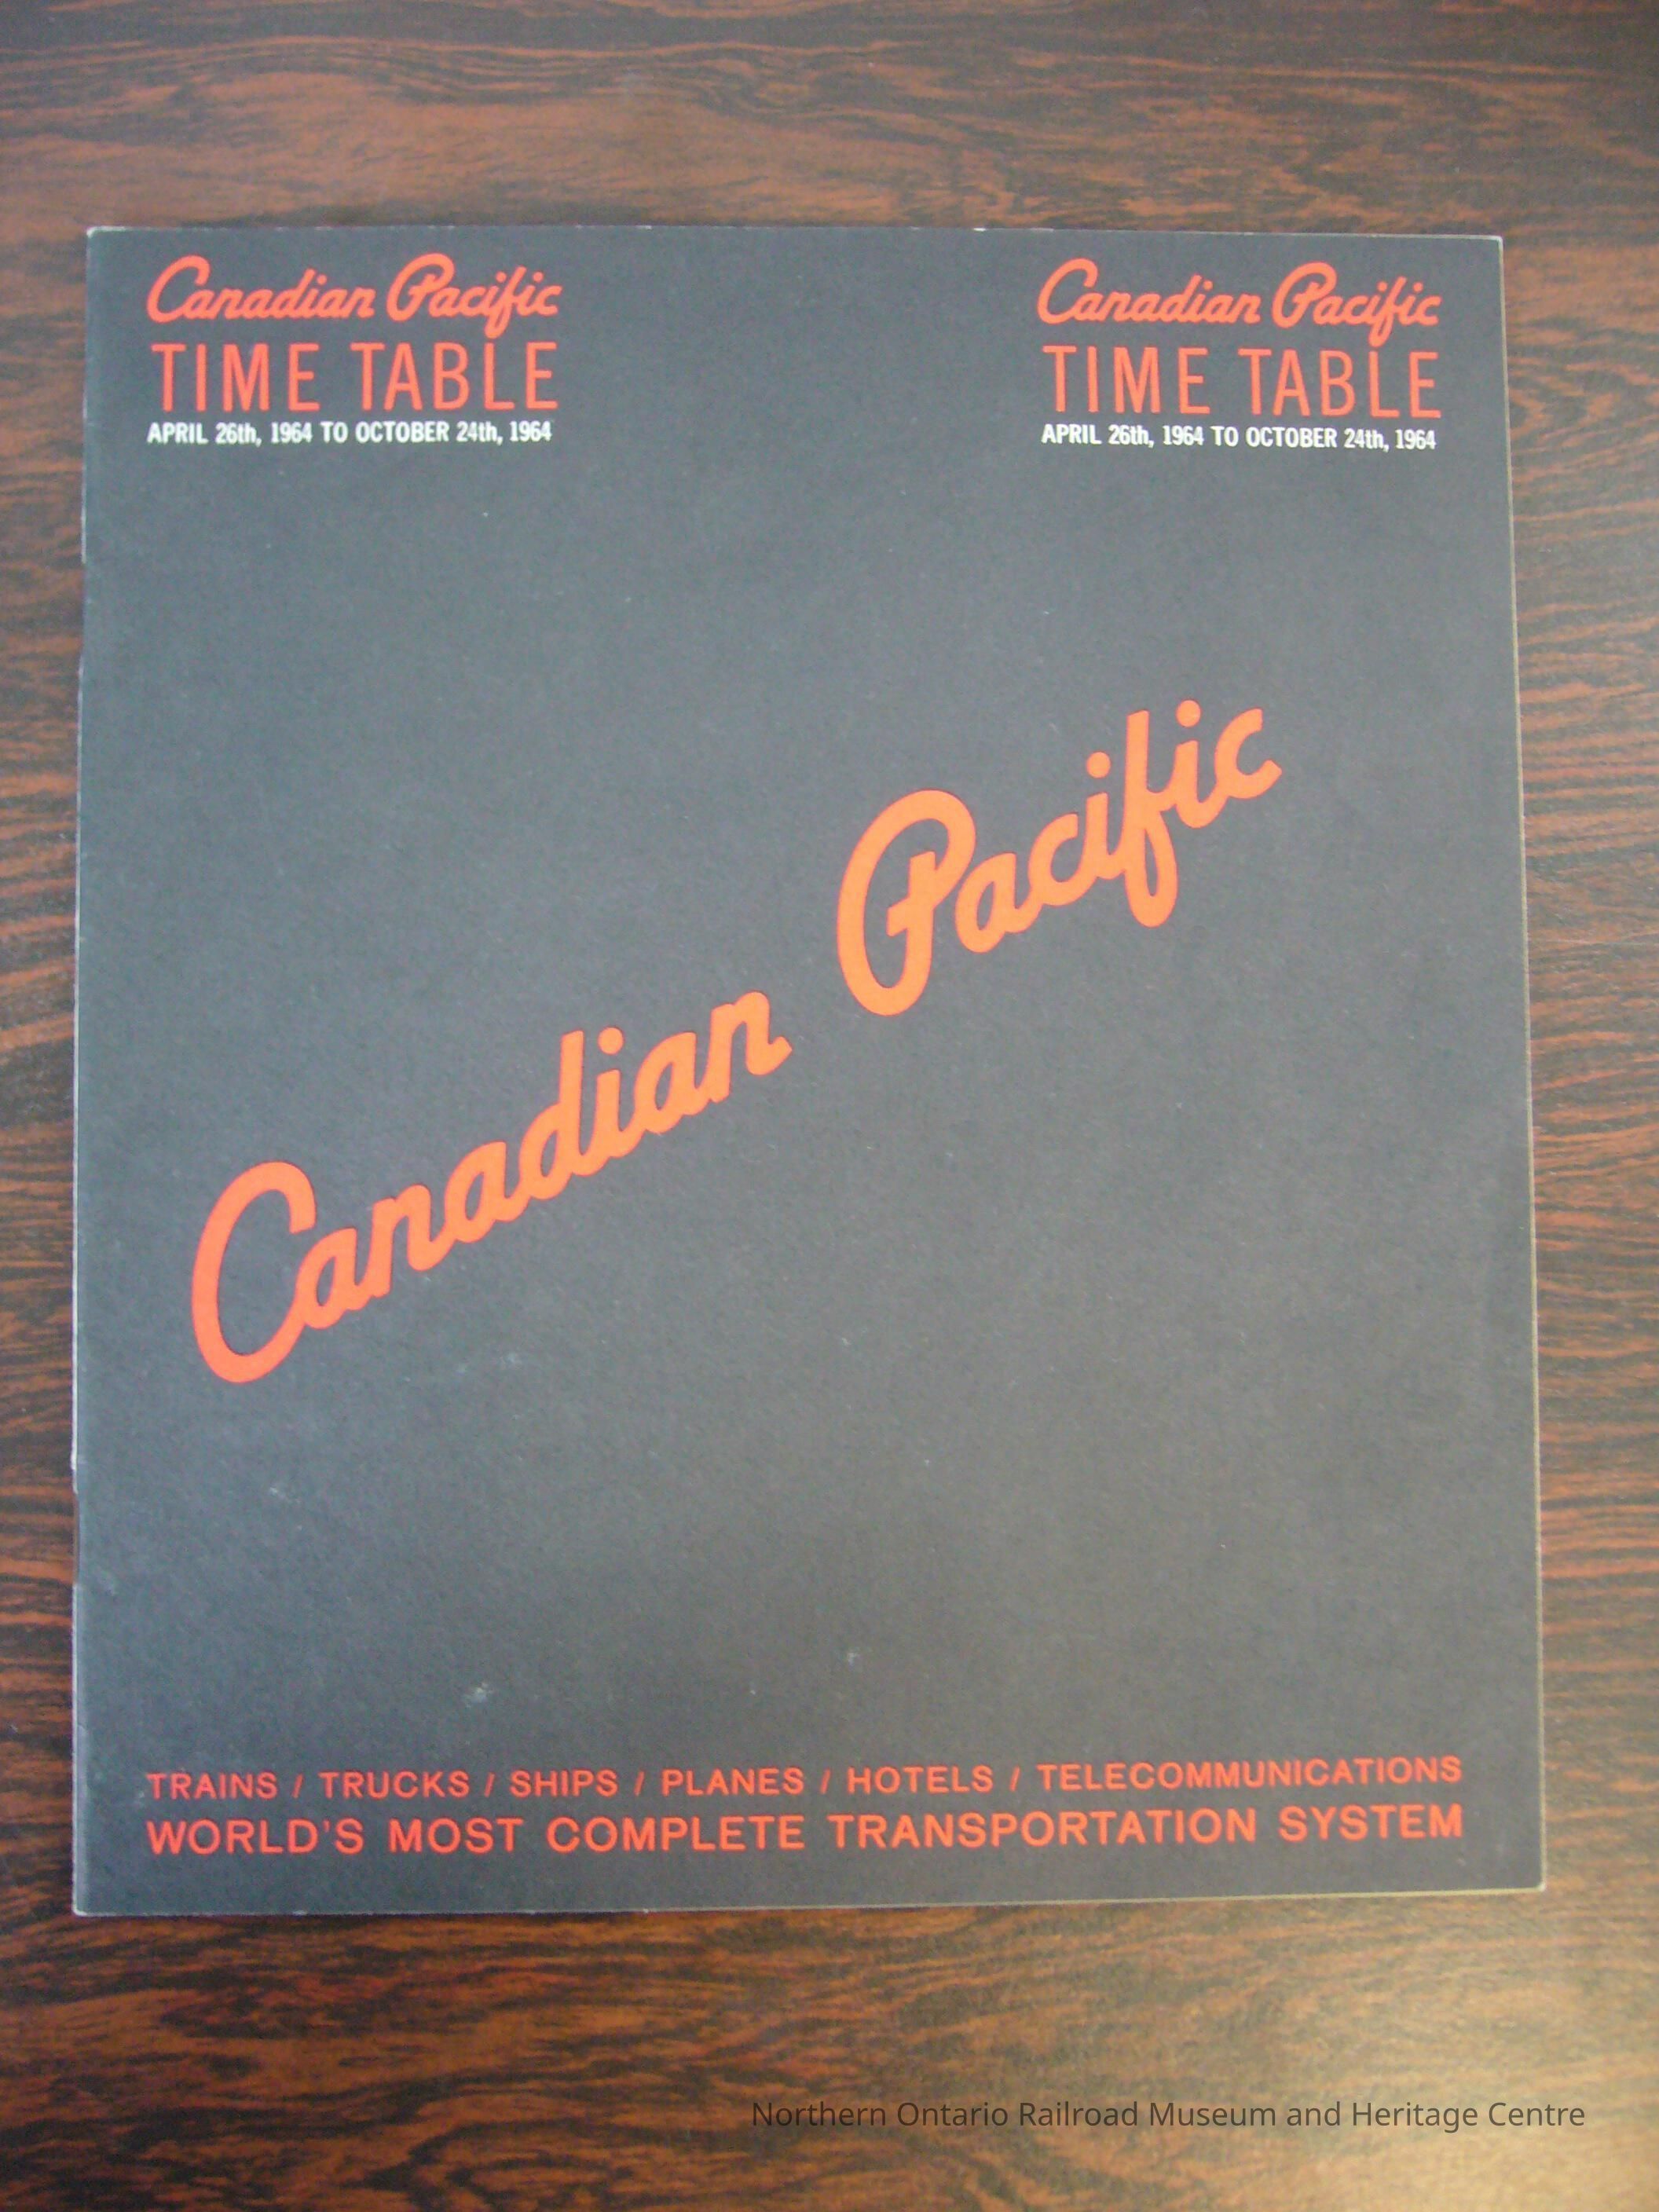 Canadian Pacific
TIME TABLE
APRIL 26th, 1964 TO OCTOBER 24th, 1964
Canadian Pacific
TIME TABLE
APRIL 26th, 1964 TO OCTOBER 24th, 1964
Canadian Pacific
TRAINS / TRUCKS / SHIPS / PLANES / HOTELS / TELECOMMUNICATIONS
WORLD'S MOST COMPLETE TRANSPORTATION SYSTEM
Northern Ontario Railroad Museum and Heritage Centre